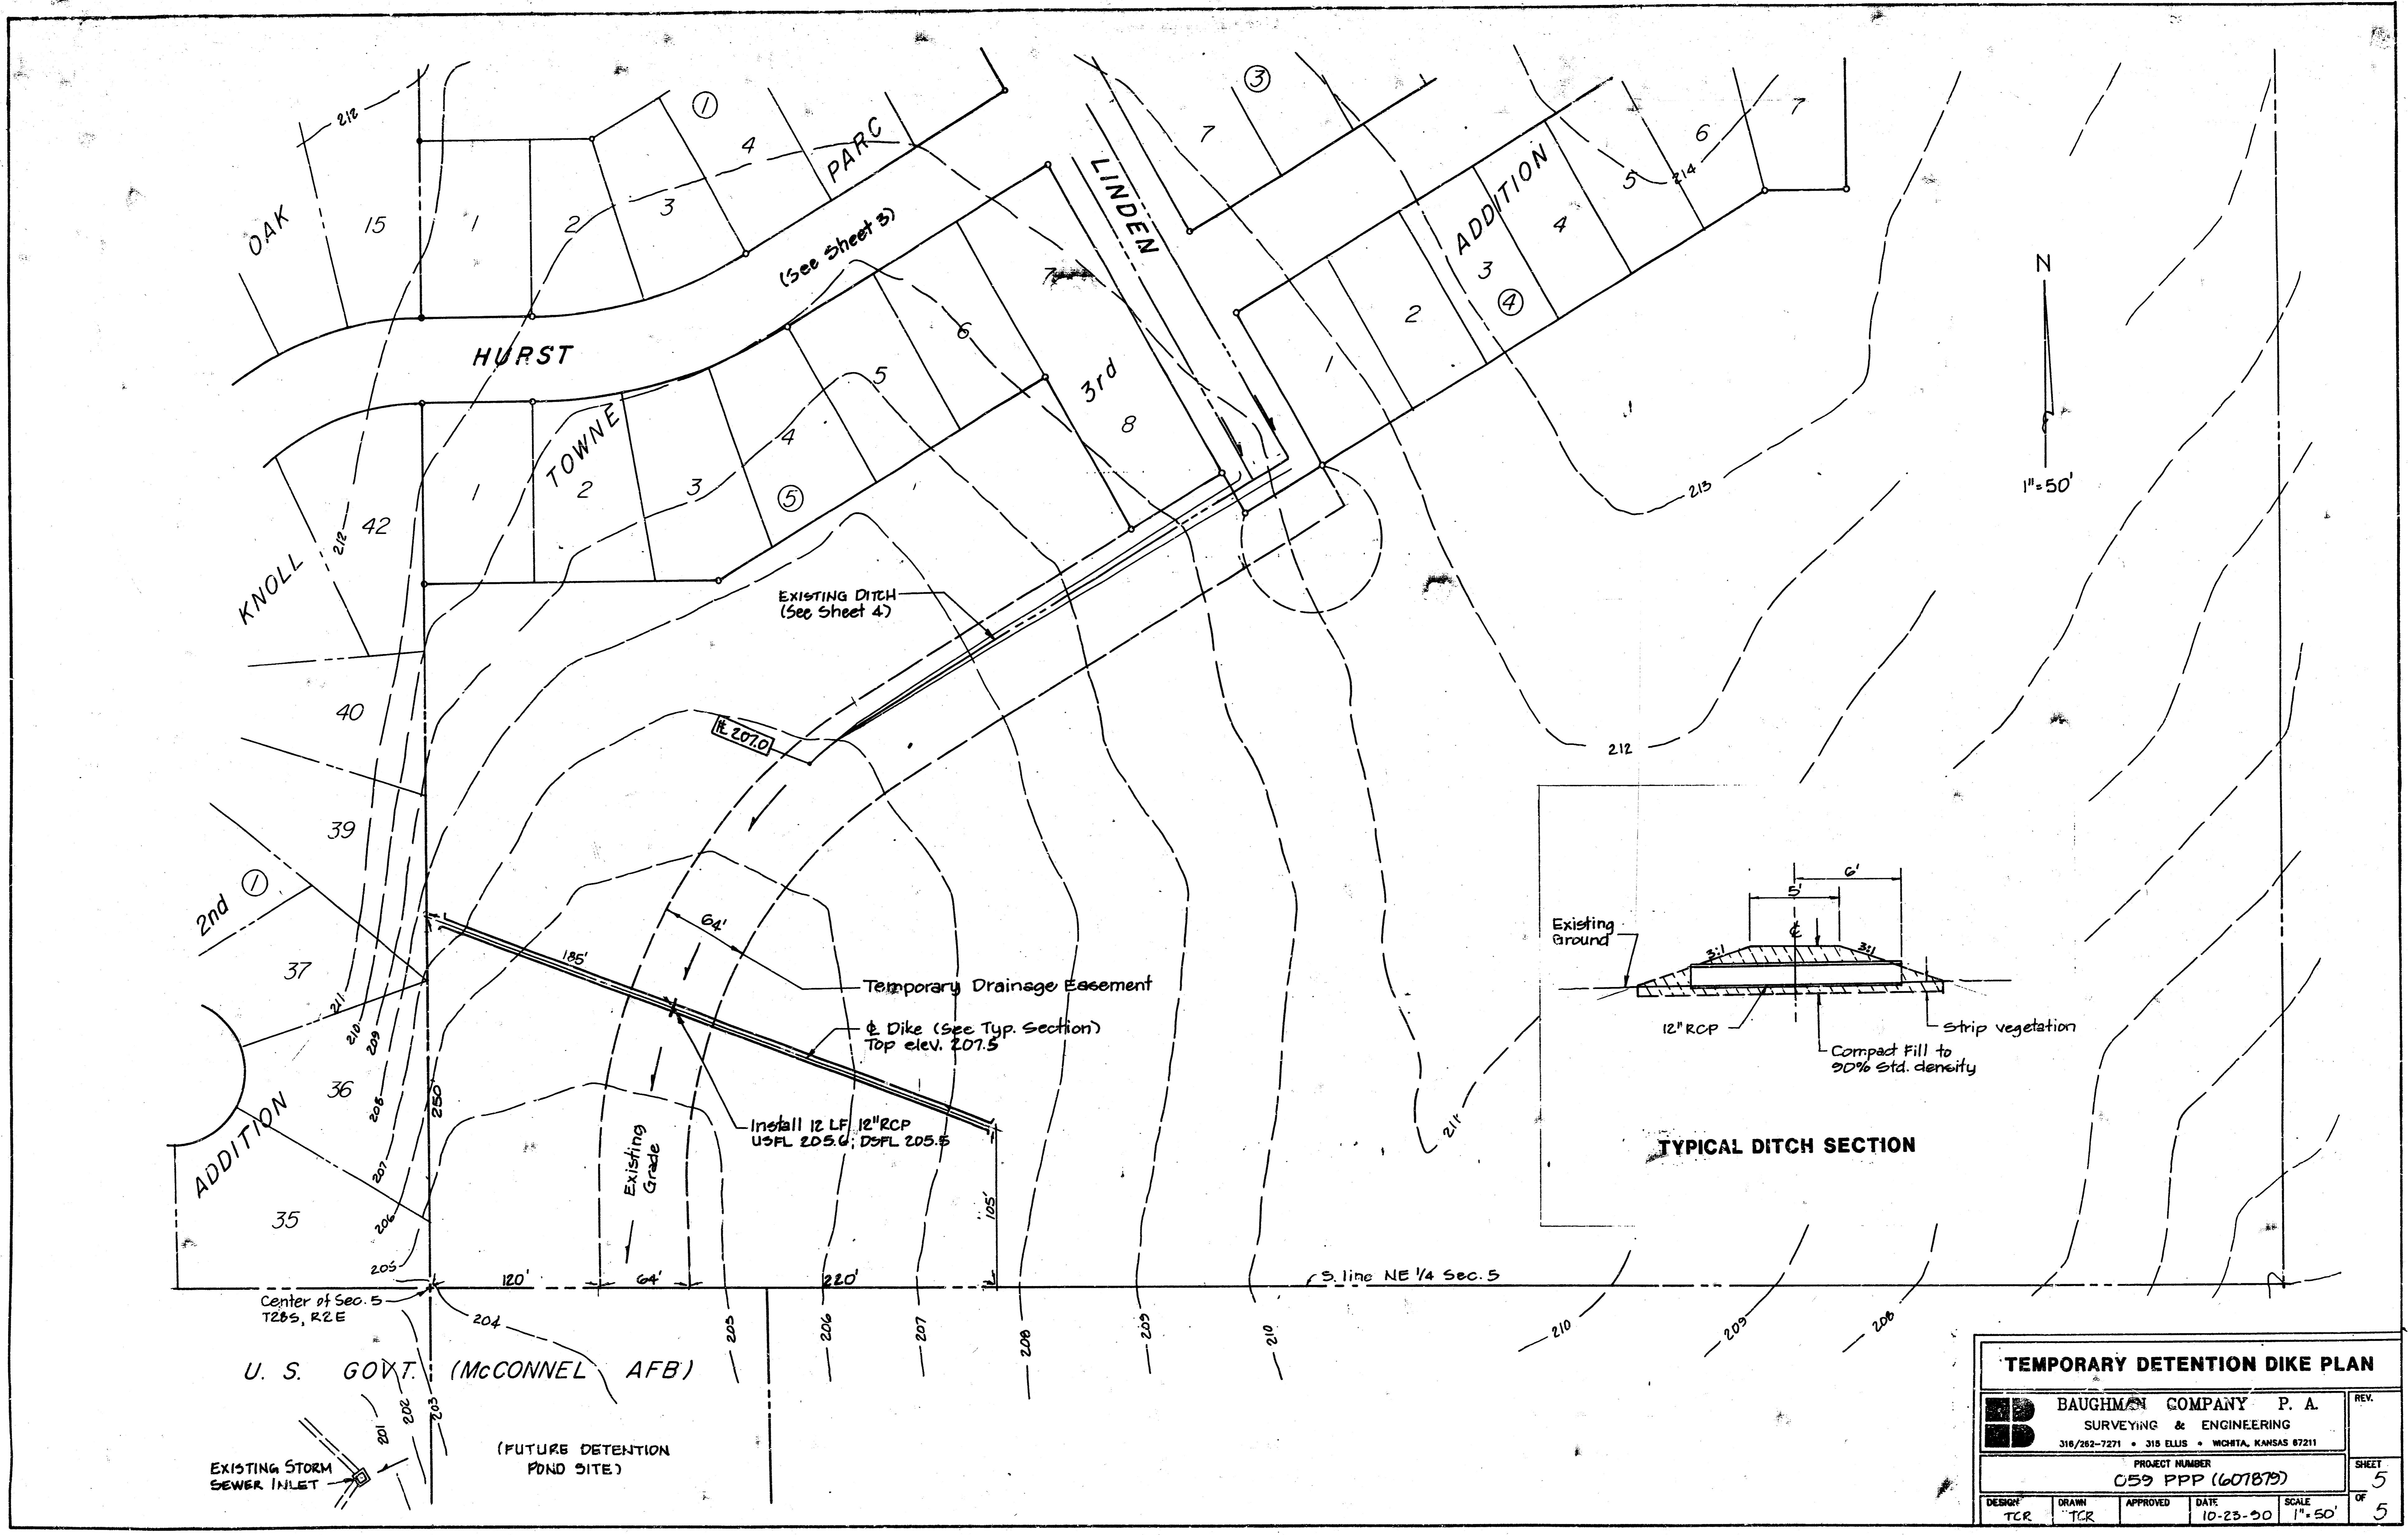 212
OAK
15
1
2
3
4
①
PARC
(See Sheet 3)
HURST
LINDEN
③
7
ADDITION
1
2
3
④
4
5
214
6
7
N
1"=50'
KNOLL
212
42
1
TOWNE
2
3
⑤
4
5
6
7
3rd
8
1
213
212
EXISTING DITCH
(See Sheet 4)
40
39
2nd ①
37
36
35
ADDITION
211
210
209
208
207
206
205
250
℄ 207.0
185'
64'
Temporary Drainage Easement
℄ Dike (See Typ. Section)
Top elev. 207.5
Install 12 LF 12" RCP
USFL 205.6; DSFL 205.5
Existing
Grade
105'
120'
64'
220'
S. line NE 1/4 Sec. 5
211
6'
5'
Existing
Ground
3:1
℄
3:1
12" RCP
Strip vegetation
Compact Fill to
90% Std. density
TYPICAL DITCH SECTION
Center of Sec. 5
T28S, R2E
204
205
206
207
208
209
210
210
209
208
U. S. GOVT. (McCONNEL AFB)
201
202
203
(FUTURE DETENTION
POND SITE)
EXISTING STORM
SEWER INLET
TEMPORARY DETENTION DIKE PLAN
BAUGHMAN COMPANY P. A.
SURVEYING & ENGINEERING
316/262-7271 • 315 ELLIS • WICHITA, KANSAS 67211
REV.
PROJECT NUMBER
C59 PPP (607879)
SHEET
5
OF
5
DESIGN
TCR
DRAWN
TCR
APPROVED
DATE
10-23-90
SCALE
1"=50'